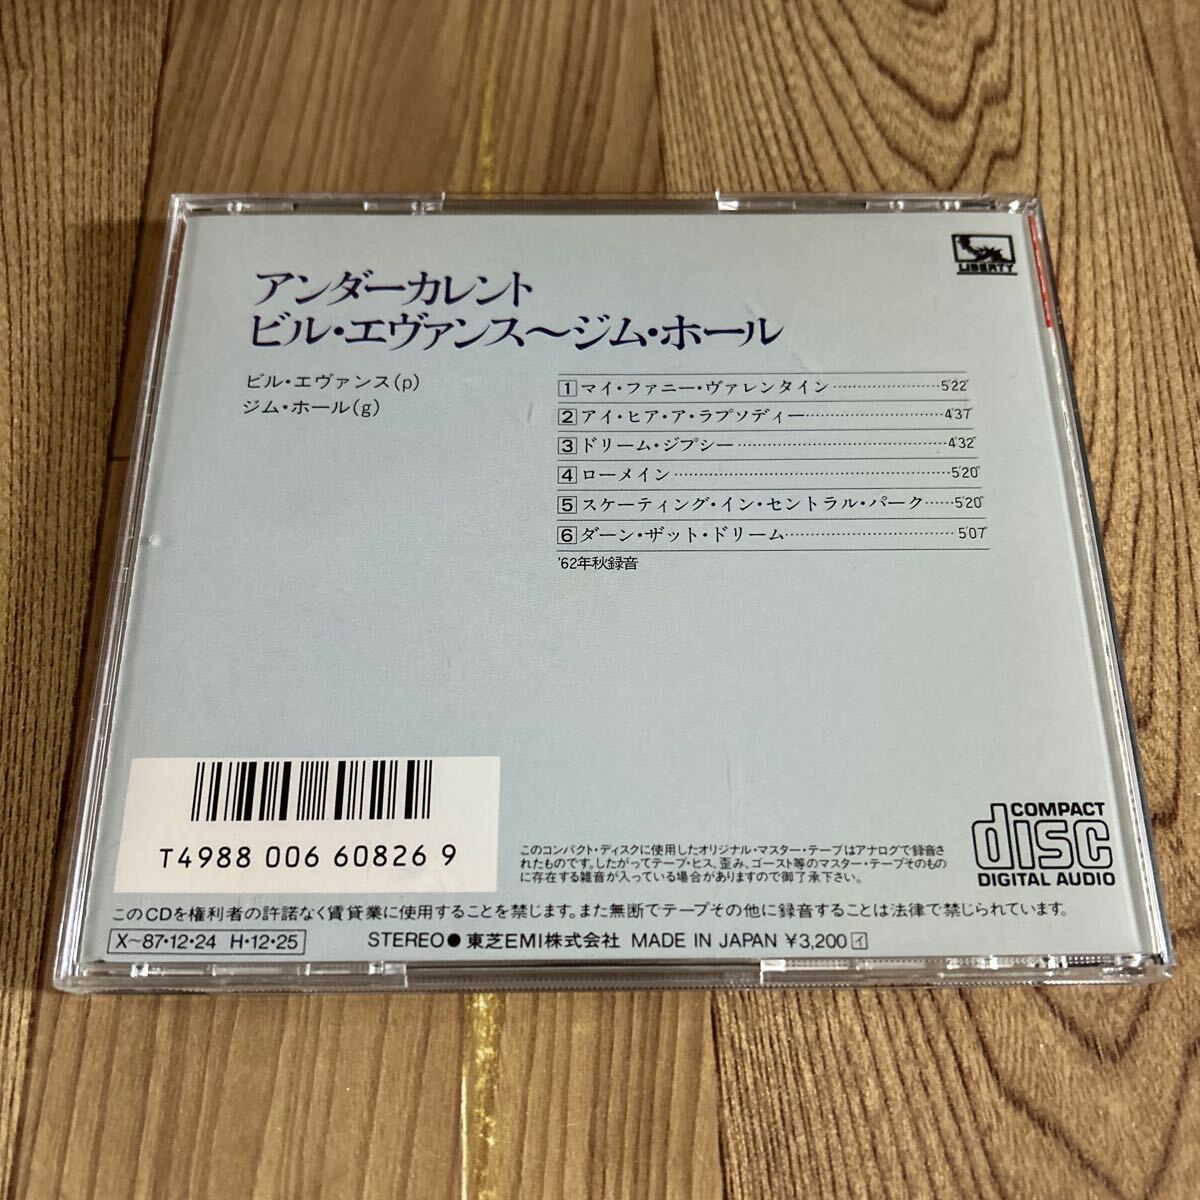 LIBERTY
アンダーカレント
ビル・エヴァンス〜ジム・ホール
ビル・エヴァンス(p)
ジム・ホール(g)
1 マイ・ファニー・ヴァレンタイン 5'22"
2 アイ・ヒア・ア・ラプソディー 4'37"
3 ドリーム・ジプシー 4'32"
4 ローメイン 5'20"
5 スケーティング・イン・セントラル・パーク 5'20"
6 ダーン・ザット・ドリーム 5'07"
'62年秋録音
T4988 006 60826 9
このコンパクト・ディスクに使用したオリジナル・マスター・テープはアナログで録音さ
れたものです。したがってテープ・ヒス、歪み、ゴースト等のマスター・テープそのもの
に存在する雑音が入っている場合がありますので御了承下さい。
COMPACT
disc
DIGITAL AUDIO
このCDを権利者の許諾なく賃貸業に使用することを禁じます。また無断でテープその他に録音することは法律で禁じられています。
X〜87・12・24 H・12・25
STEREO● 東芝EMI株式会社 MADE IN JAPAN ¥3,200 イ